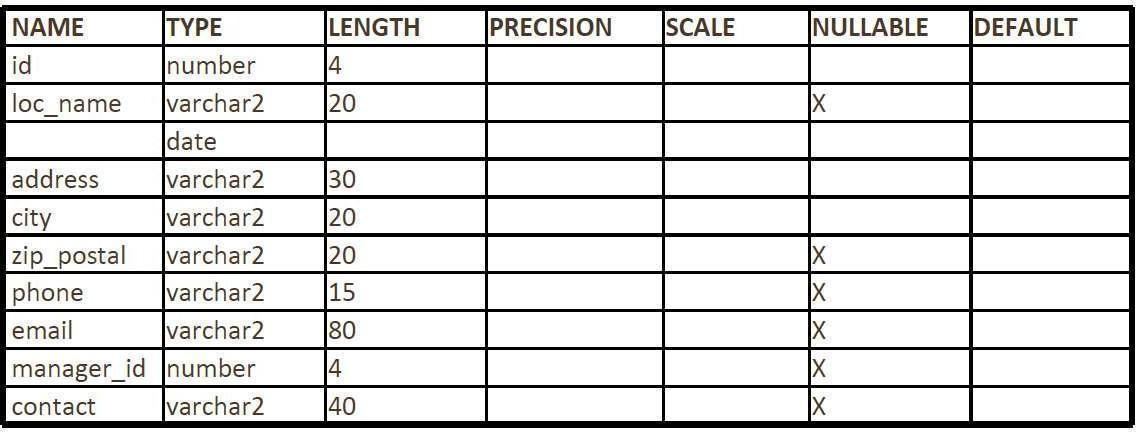 NAME TYPE LENGTH PRECISION SCALE NULLABLE DEFAULT
id number 4
loc_name varchar2 20 X
date
address varchar2 30
city varchar2 20
zip_postal varchar2 20 X
phone varchar2 15 X
email varchar2 80 X
manager_id number 4 X
contact varchar2 40 X